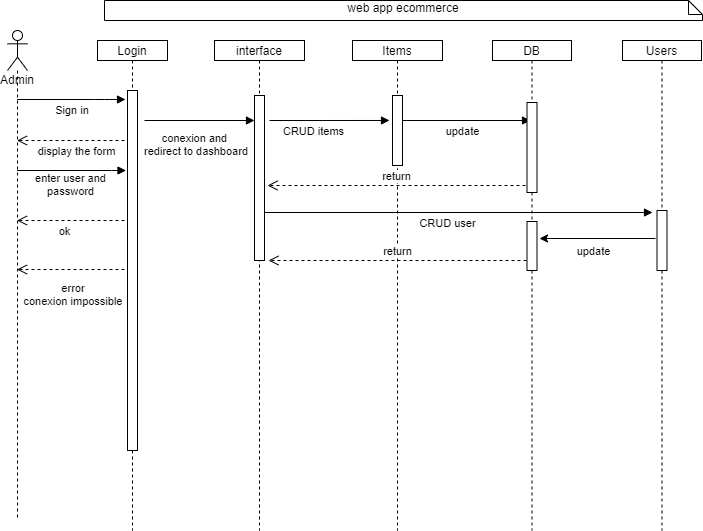 web app ecommerce
Login
interface
Items
DB
Users
Admin
Sign in
display the form
enter user and
password
ok
error
conexion impossible
conexion and
redirect to dashboard
CRUD items
update
return
CRUD user
update
return